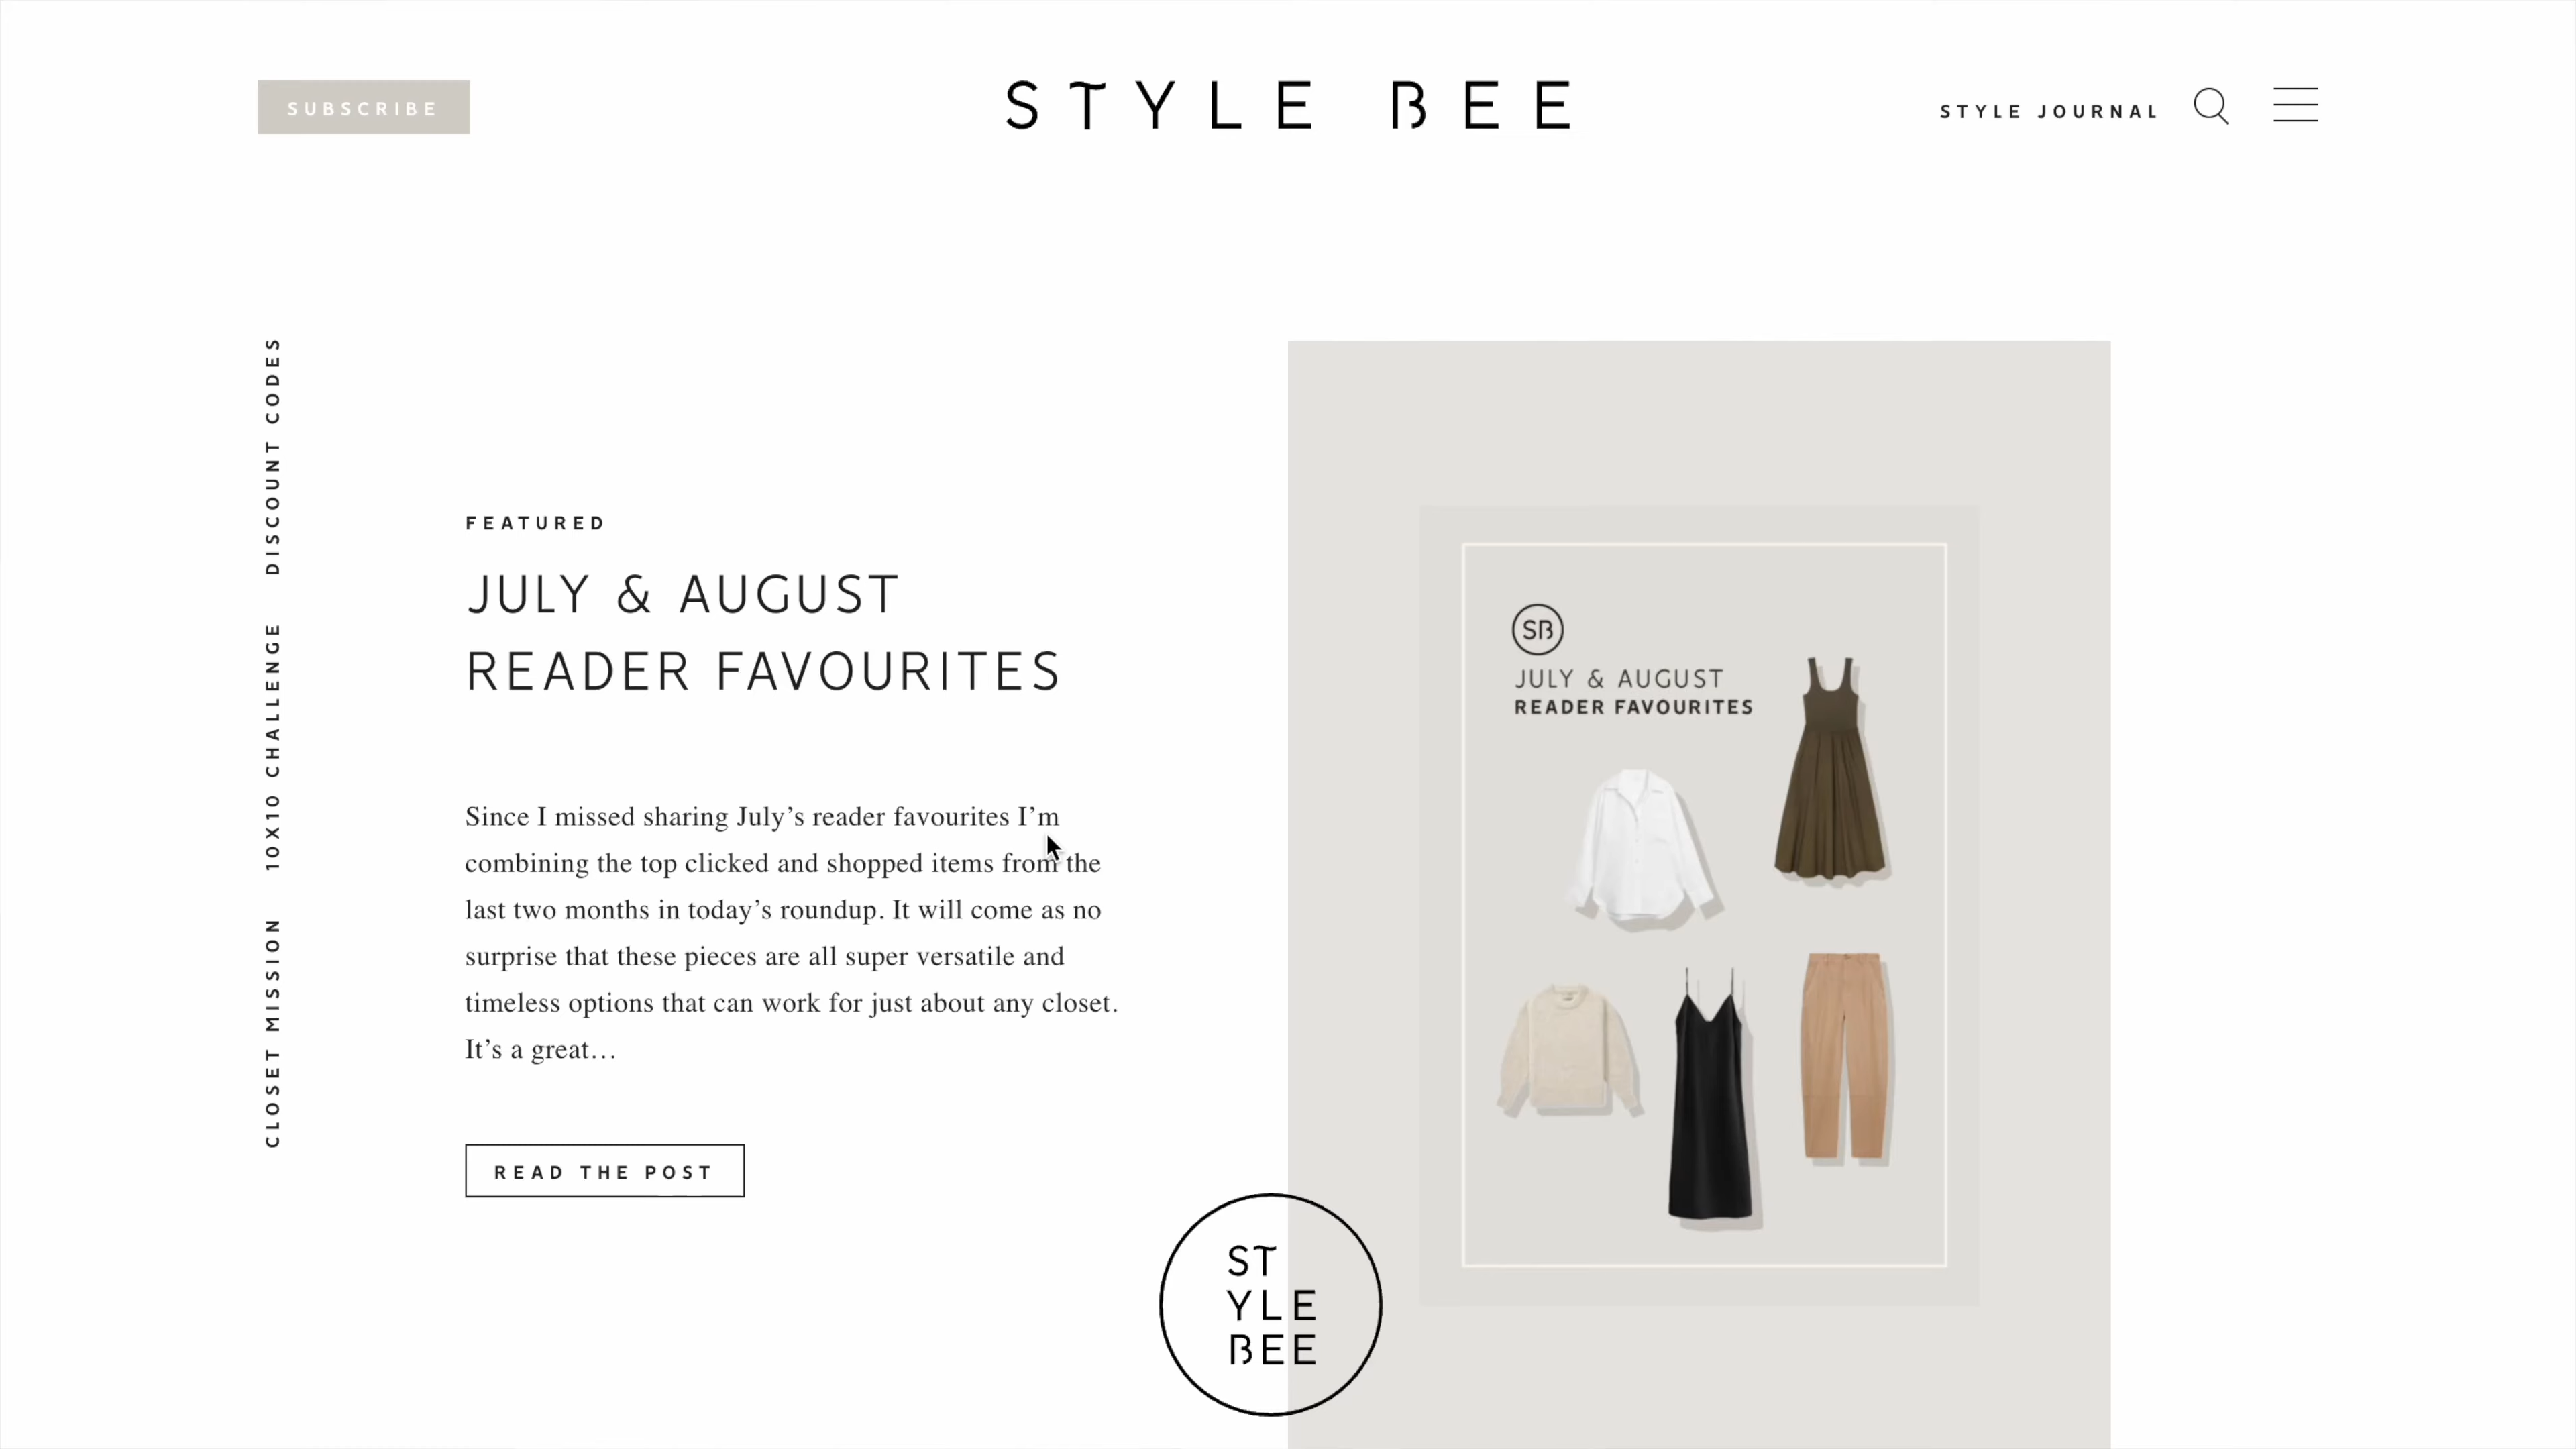 SUBSCRIBE
STYLE BEE
STYLE JOURNAL
DISCOUNT CODES
10X10 CHALLENGE
CLOSET MISSION
FEATURED
JULY & AUGUST
READER FAVOURITES
Since I missed sharing July’s reader favourites I’m
combining the top clicked and shopped items from the
last two months in today’s roundup. It will come as no
surprise that these pieces are all super versatile and
timeless options that can work for just about any closet.
It’s a great…
READ THE POST
SB
JULY & AUGUST
READER FAVOURITES
ST
YLE
BEE